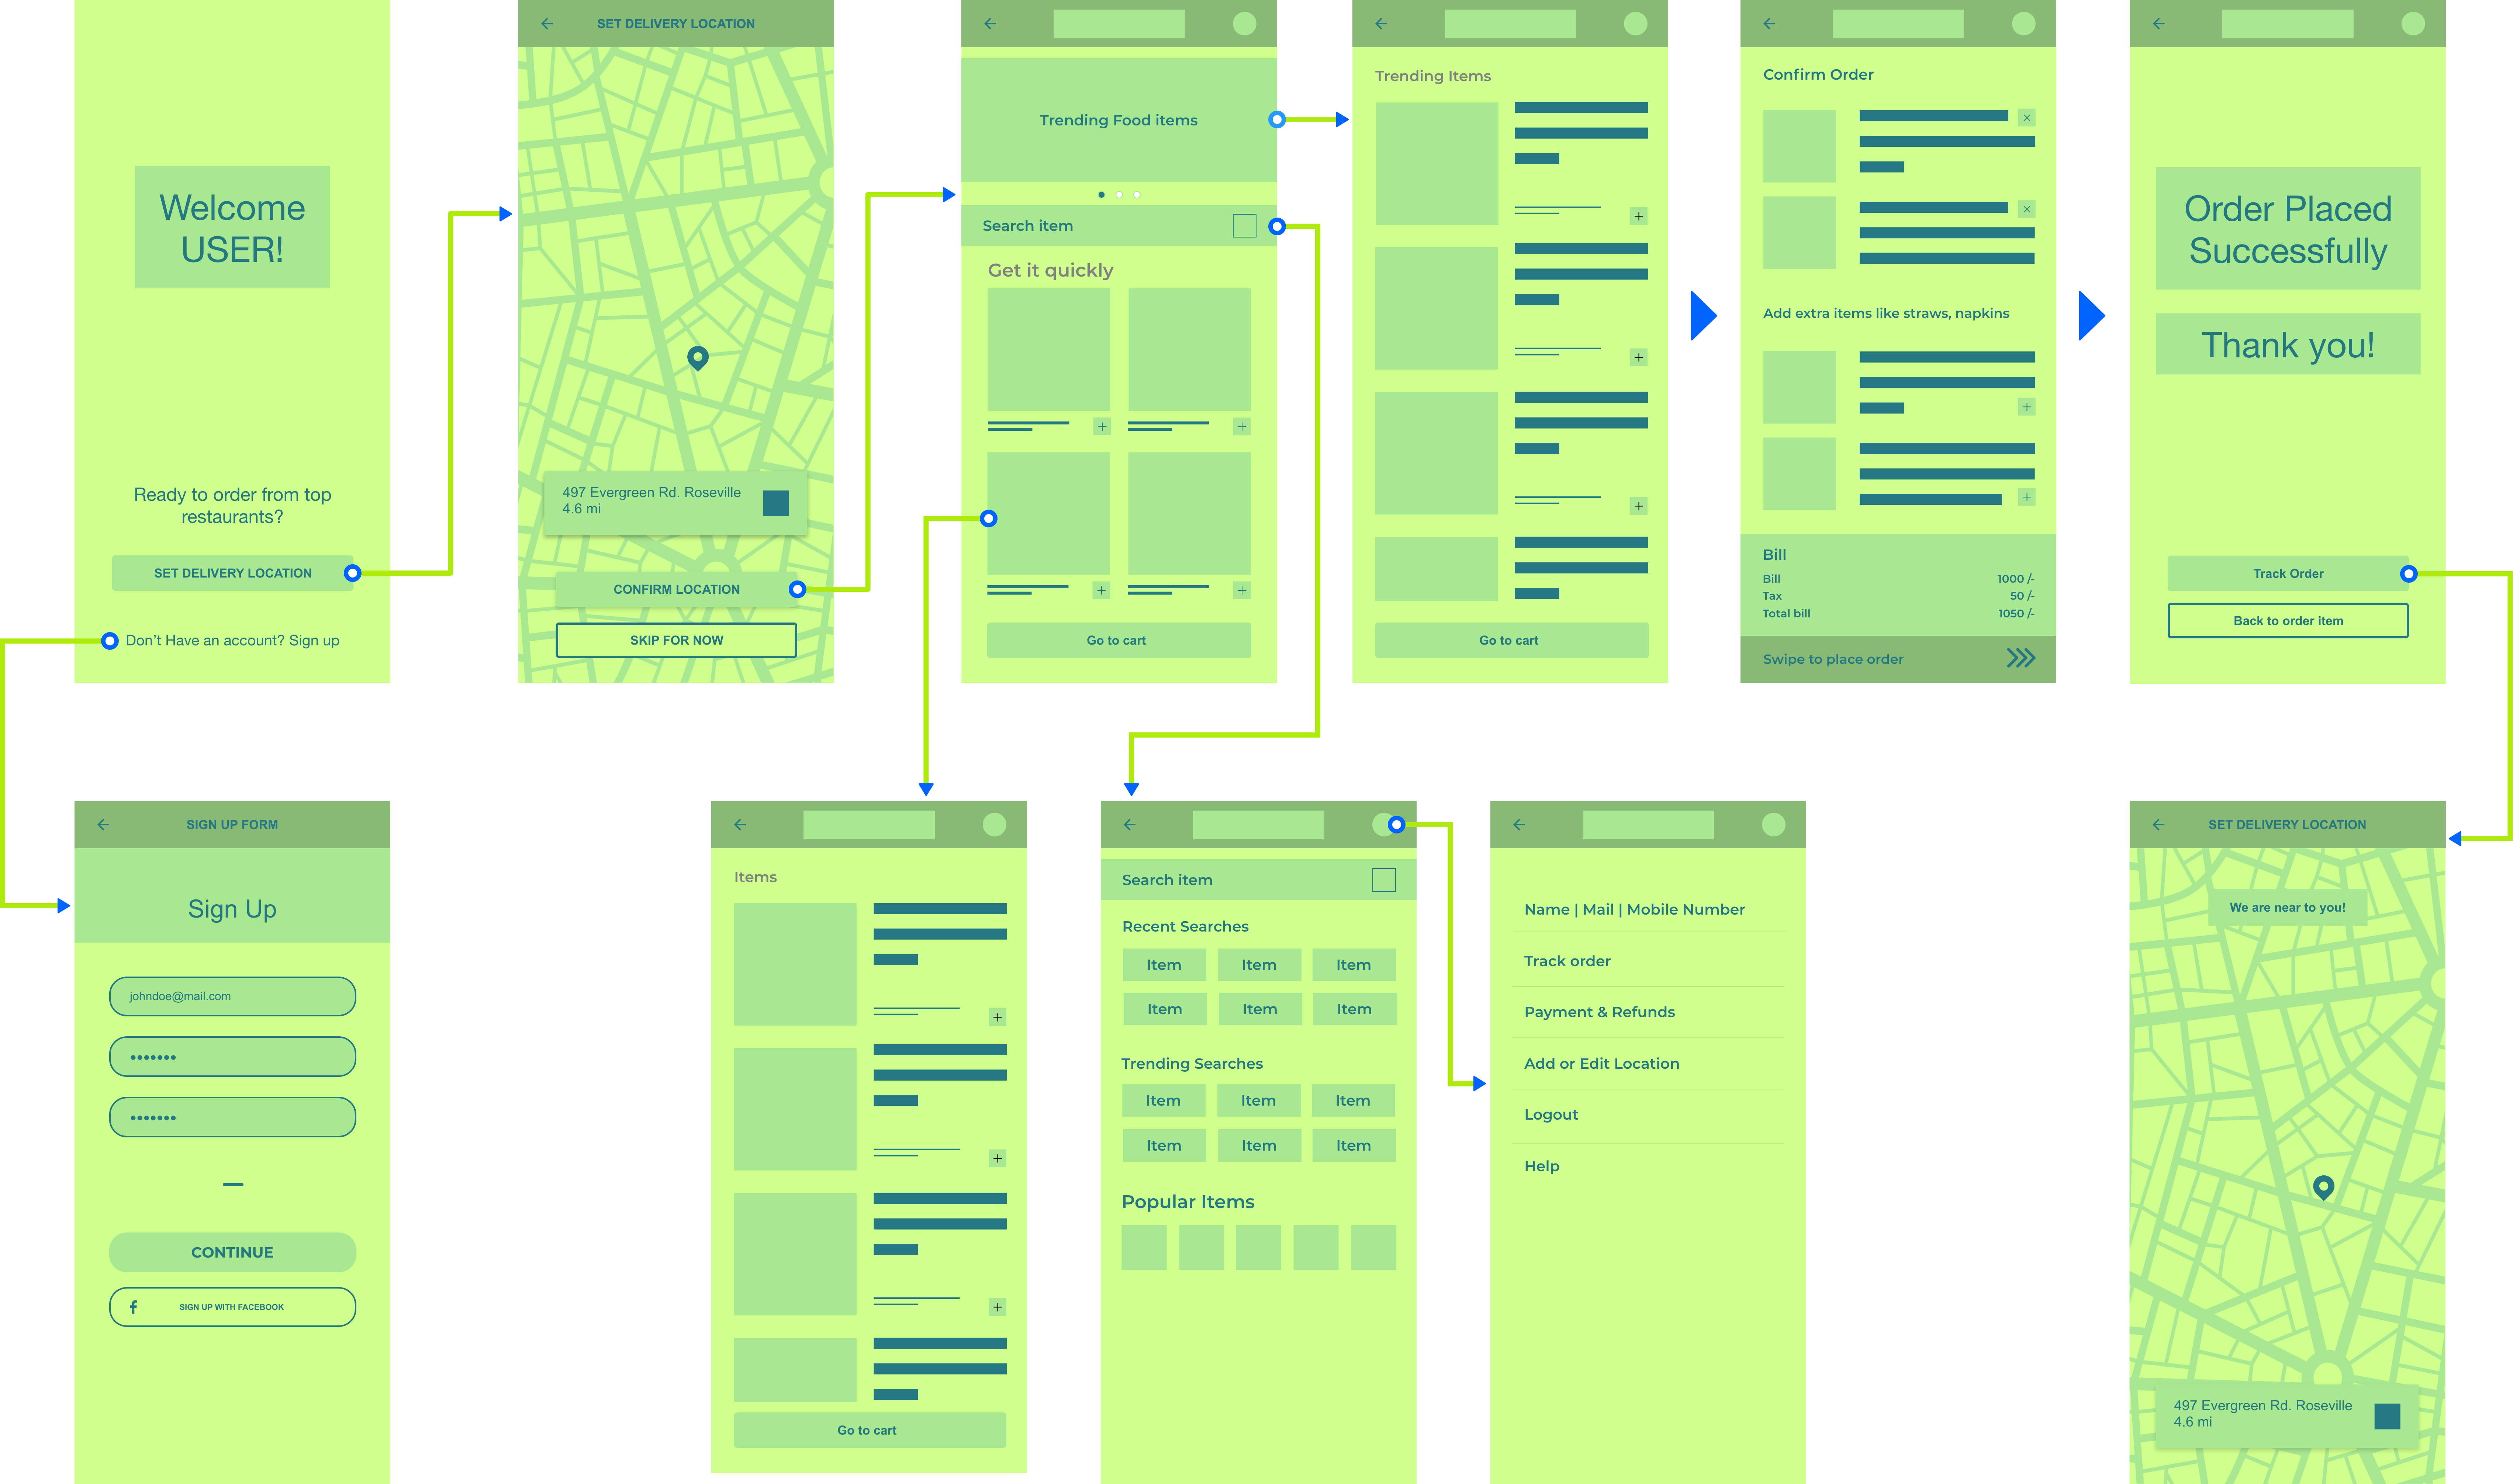 Welcome
USER!
Ready to order from top
restaurants?
SET DELIVERY LOCATION
Don't Have an account? Sign up
SET DELIVERY LOCATION
497 Evergreen Rd. Roseville
4.6 mi
CONFIRM LOCATION
SKIP FOR NOW
Trending Food items
Search item
Get it quickly
Go to cart
Trending Items
Go to cart
Confirm Order
Add extra items like straws, napkins
Bill
Bill 1000 /-
Tax 50 /-
Total bill 1050 /-
Swipe to place order
Order Placed
Successfully
Thank you!
Track Order
Back to order item
SIGN UP FORM
Sign Up
johndoe@mail.com
CONTINUE
SIGN UP WITH FACEBOOK
Items
Go to cart
Search item
Recent Searches
Item Item Item
Item Item Item
Trending Searches
Item Item Item
Item Item Item
Popular Items
Name | Mail | Mobile Number
Track order
Payment & Refunds
Add or Edit Location
Logout
Help
SET DELIVERY LOCATION
We are near to you!
497 Evergreen Rd. Roseville
4.6 mi